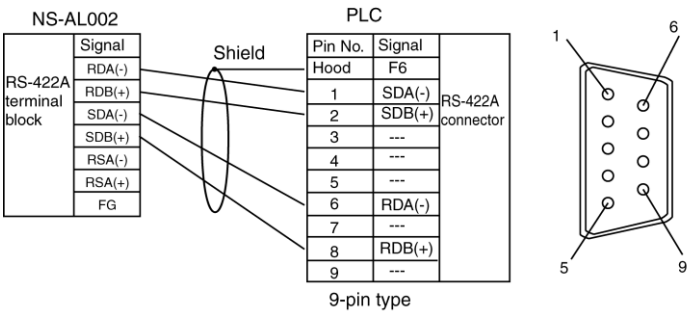 NS-AL002
PLC
Signal
RS-422A
terminal
block
RDA(-)
RDB(+)
SDA(-)
SDB(+)
RSA(-)
RSA(+)
FG
Shield
Pin No. Signal
Hood F6
1 SDA(-)
2 SDB(+)
3 ---
4 ---
5 ---
6 RDA(-)
7 ---
8 RDB(+)
9 ---
RS-422A
connector
9-pin type
1
6
5
9